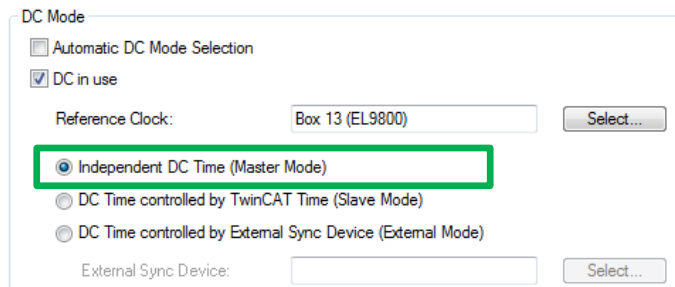 DC Mode
Automatic DC Mode Selection
DC in use
Reference Clock: Box 13 (EL9800) Select...
Independent DC Time (Master Mode)
DC Time controlled by TwinCAT Time (Slave Mode)
DC Time controlled by External Sync Device (External Mode)
External Sync Device: Select...